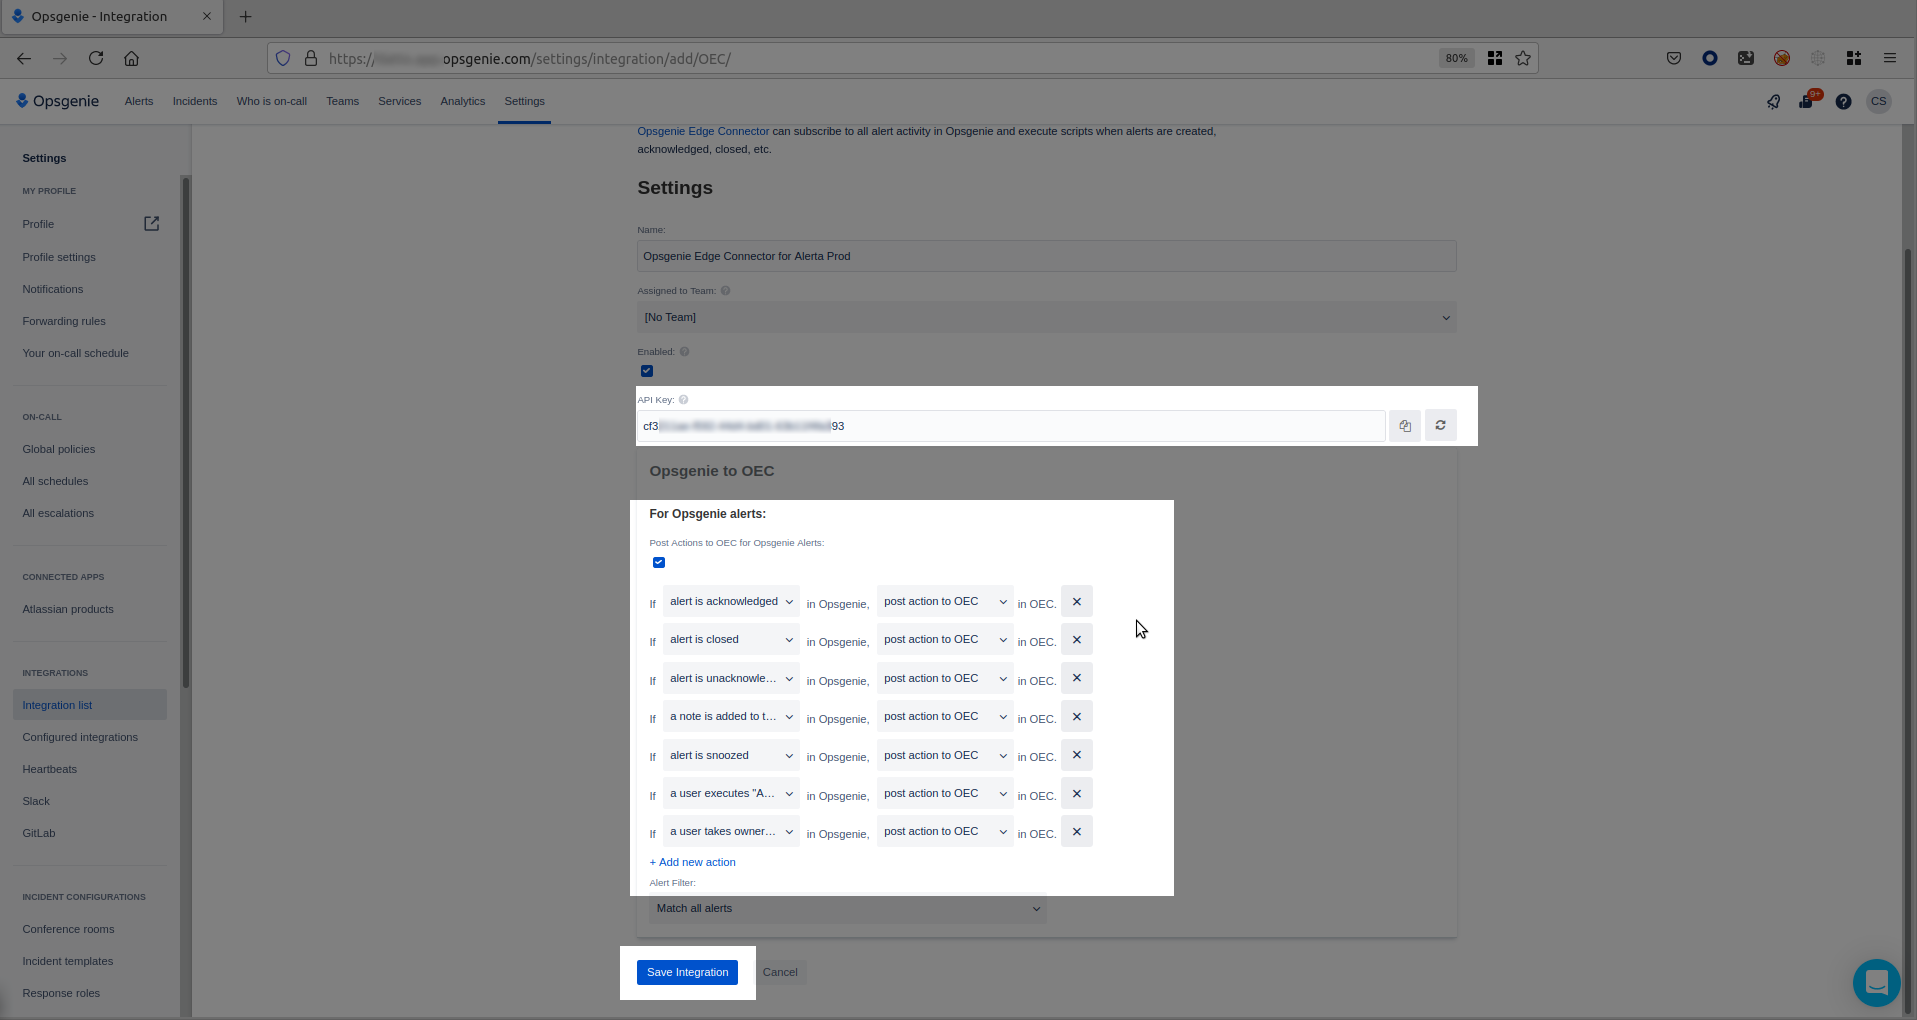 Opsgenie - Integration
https:// opsgenie.com/settings/integration/add/OEC/
80%
Opsgenie
Alerts
Incidents
Who is on-call
Teams
Services
Analytics
Settings
9+
CS
Settings
MY PROFILE
Profile
Profile settings
Notifications
Forwarding rules
Your on-call schedule
ON-CALL
Global policies
All schedules
All escalations
CONNECTED APPS
Atlassian products
INTEGRATIONS
Integration list
Configured integrations
Heartbeats
Slack
GitLab
INCIDENT CONFIGURATIONS
Conference rooms
Incident templates
Response roles
Opsgenie Edge Connector can subscribe to all alert activity in Opsgenie and execute scripts when alerts are created,
acknowledged, closed, etc.
Settings
Name:
Opsgenie Edge Connector for Alerta Prod
Assigned to Team:
[No Team]
Enabled:
API Key:
cf3 93
Opsgenie to OEC
For Opsgenie alerts:
Post Actions to OEC for Opsgenie Alerts:
If alert is acknowledged in Opsgenie, post action to OEC in OEC.
If alert is closed in Opsgenie, post action to OEC in OEC.
If alert is unacknowle... in Opsgenie, post action to OEC in OEC.
If a note is added to t... in Opsgenie, post action to OEC in OEC.
If alert is snoozed in Opsgenie, post action to OEC in OEC.
If a user executes "A... in Opsgenie, post action to OEC in OEC.
If a user takes owner... in Opsgenie, post action to OEC in OEC.
+ Add new action
Alert Filter:
Match all alerts
Save Integration
Cancel